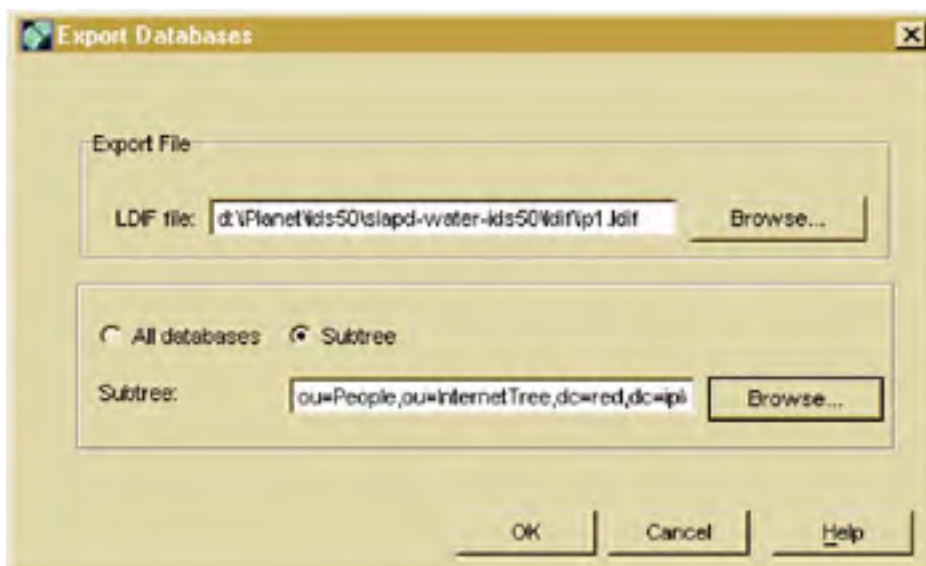 Export Databases
Export File
LDIF file: d:\iPlanet\ids50\slapd-water-ids50\ldif\ip1.ldif Browse...
All databases Subtree
Subtree: ou=People,ou=InternetTree,dc=red,dc=ipl Browse...
OK Cancel Help